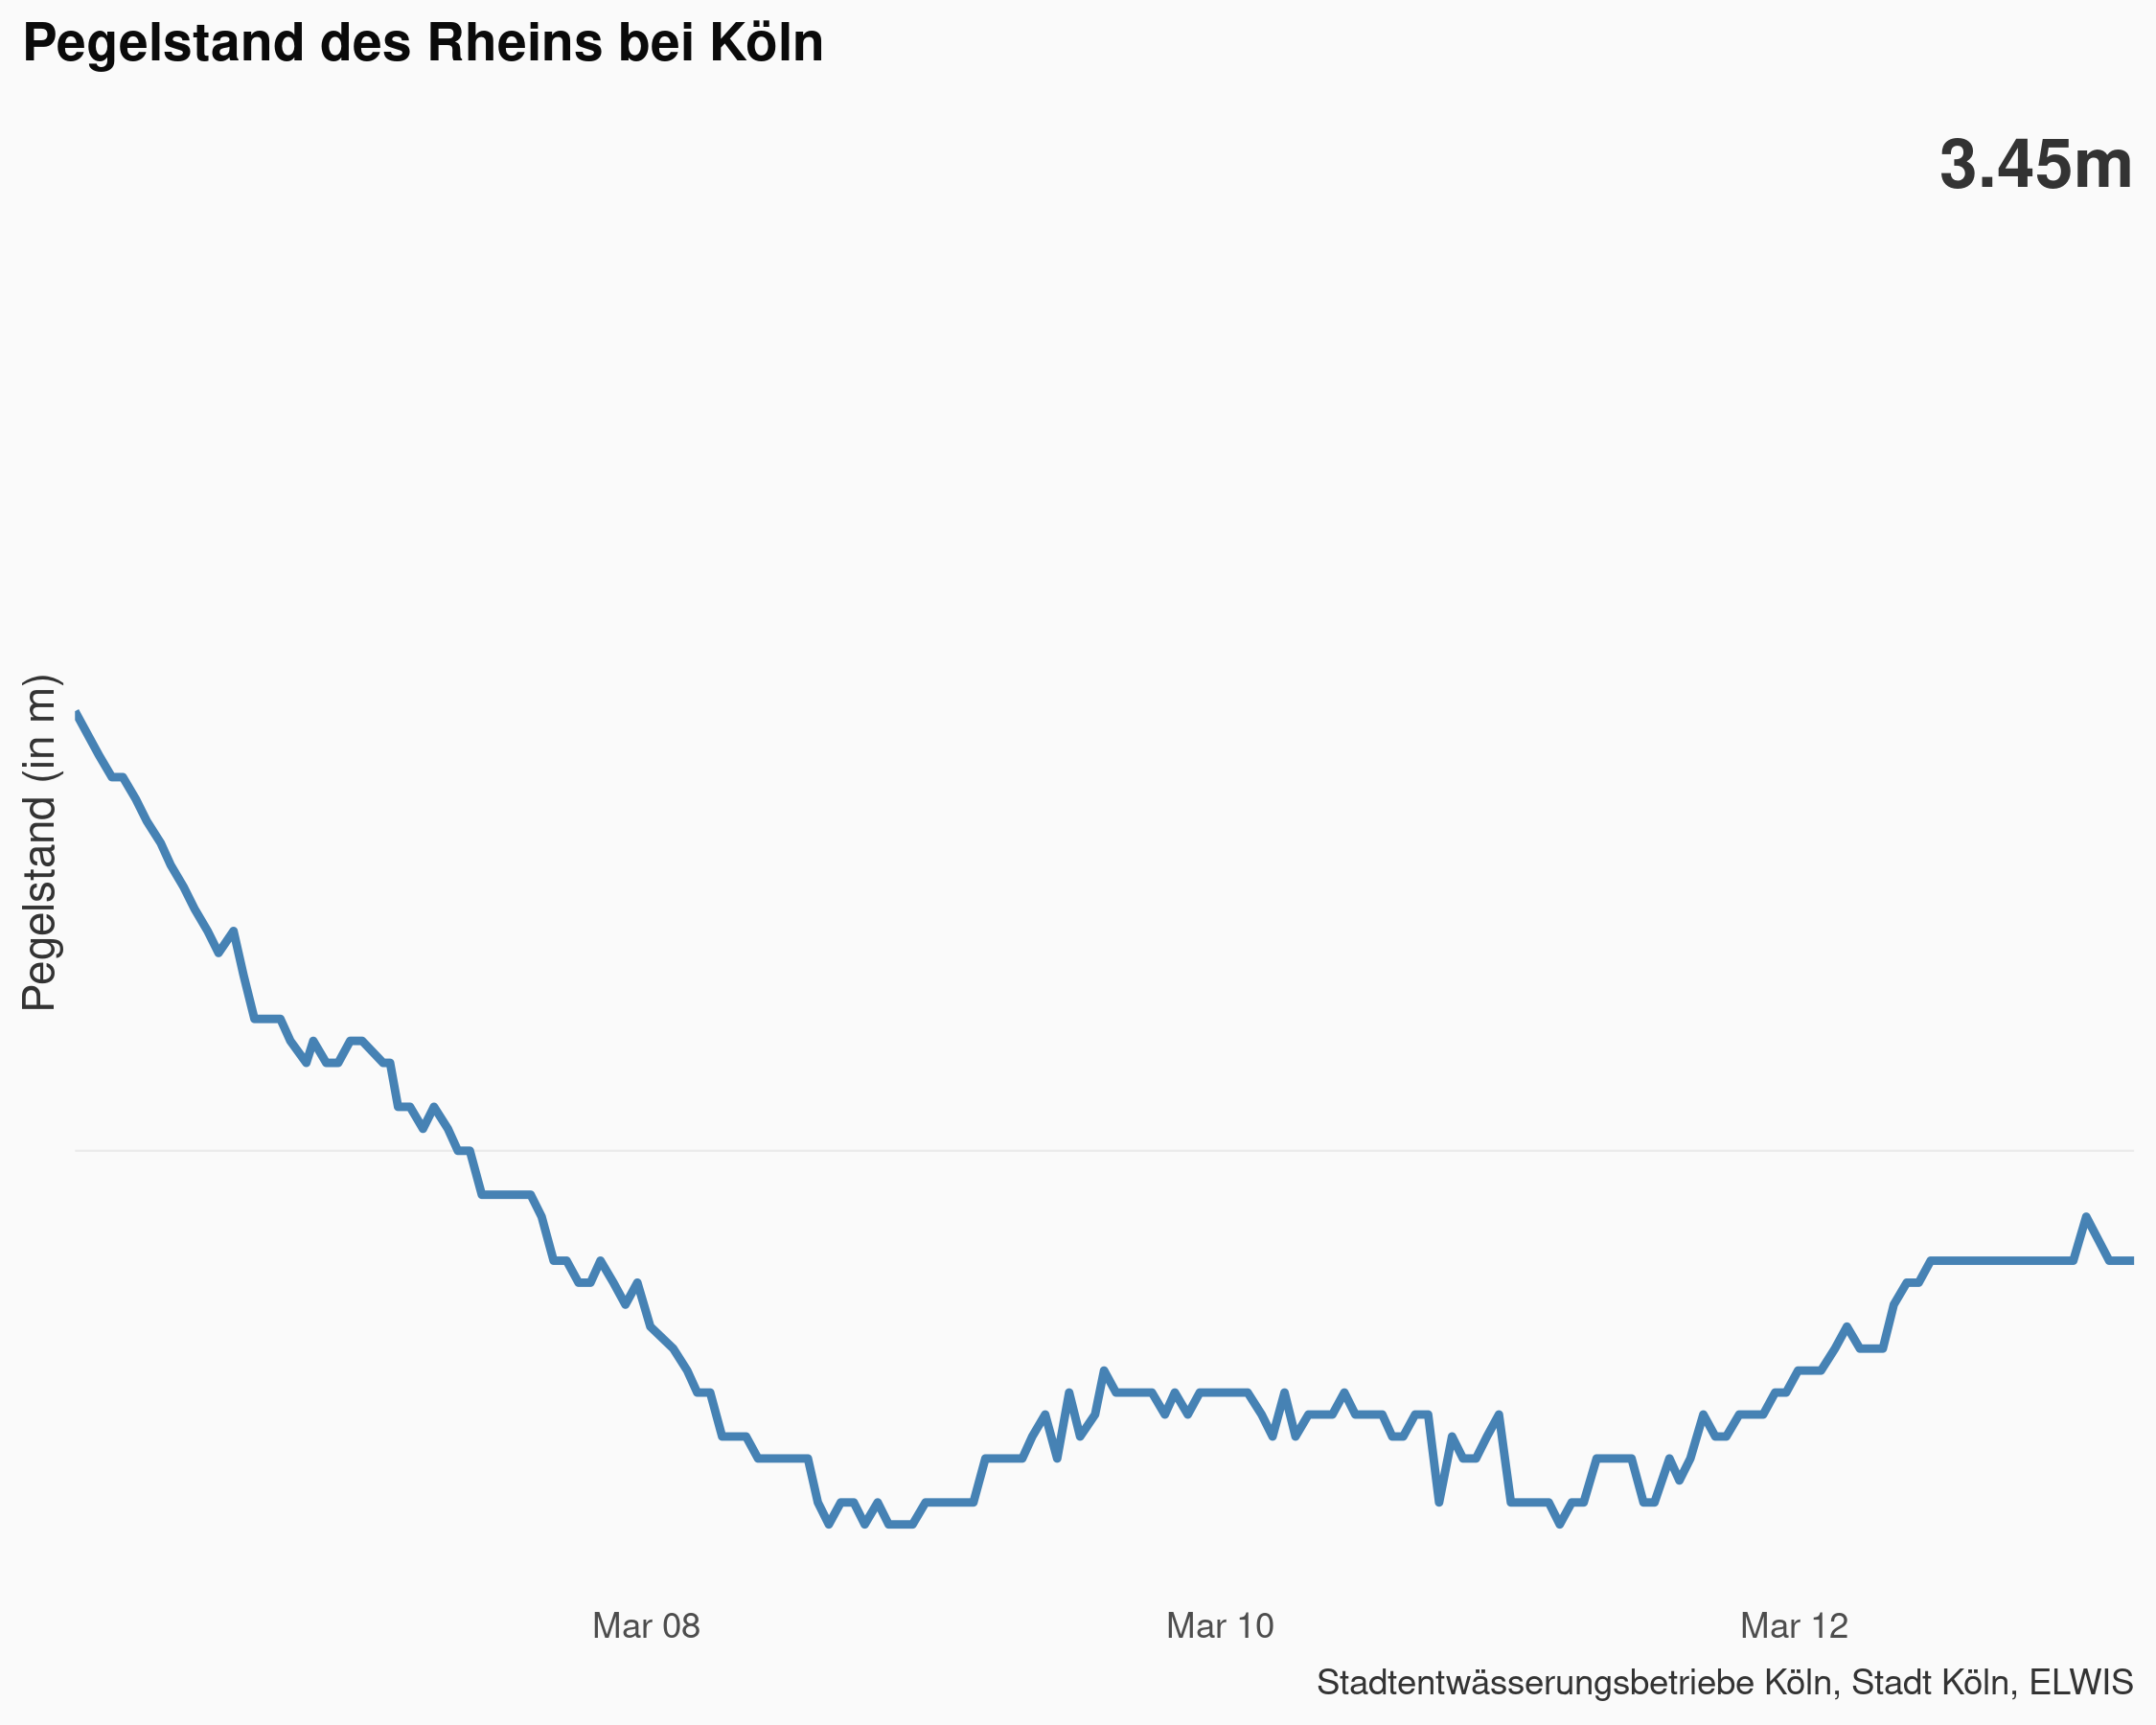 Pegelstand des Rheins bei Köln
3.45m
Pegelstand (in m)
Mar 08
Mar 10
Mar 12
Stadtentwässerungsbetriebe Köln, Stadt Köln, ELWIS